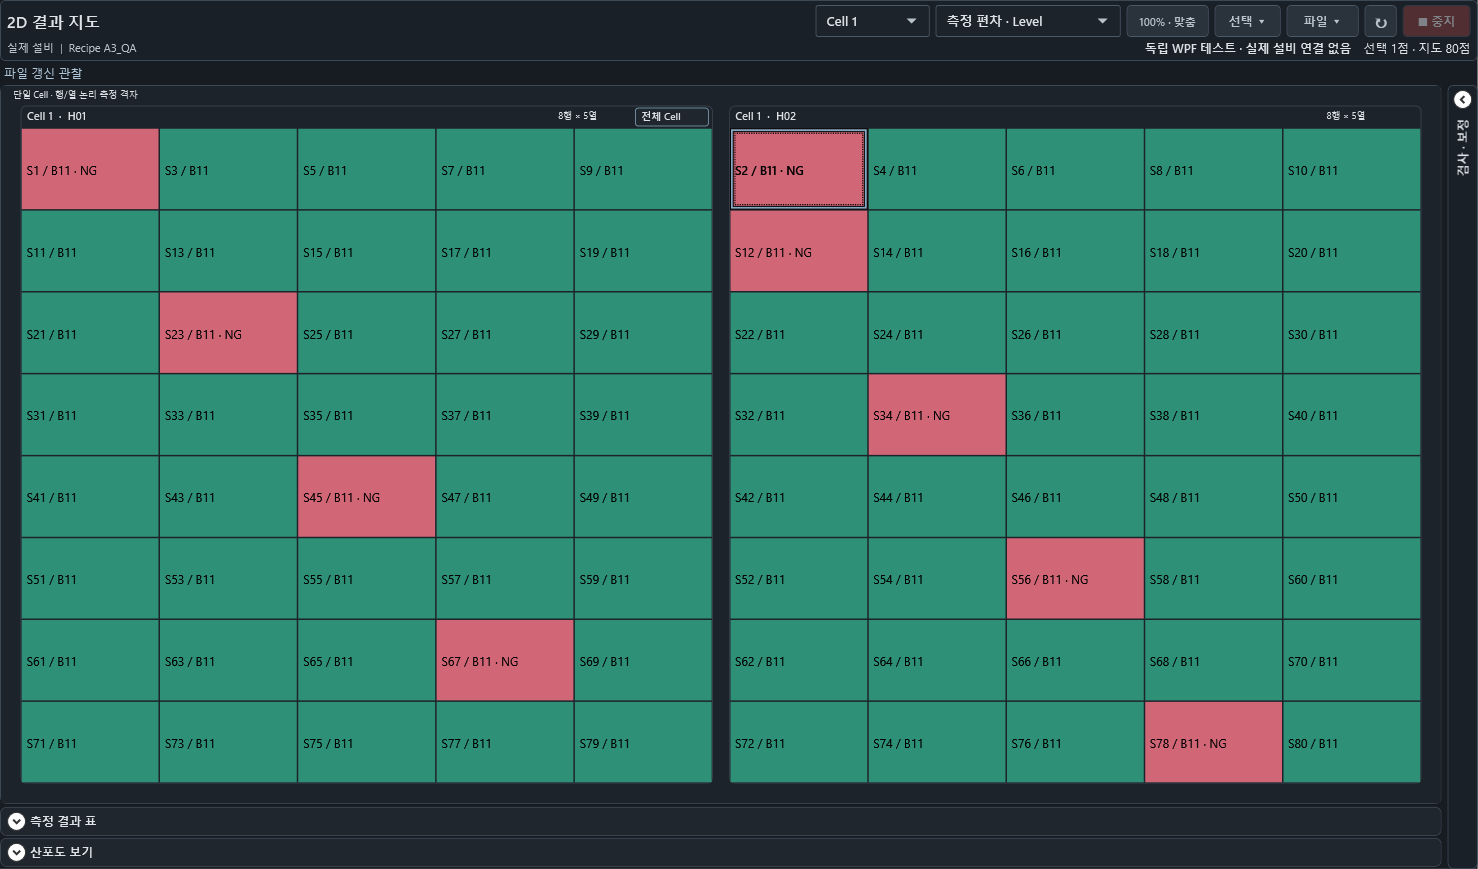 2D 결과 지도
Cell 1
측정 편차 · Level
100% · 맞춤
선택 ▾
파일 ▾
↻
■ 중지
실제 설비 | Recipe A3_QA
독립 WPF 테스트 · 실제 설비 연결 없음 선택 1점 · 지도 80점
파일 갱신 관찰
단일 Cell · 행/열 논리 측정 격자
검사 · 보정
Cell 1 · H01 8행 × 5열 전체 Cell
S1 / B11 · NG S3 / B11 S5 / B11 S7 / B11 S9 / B11
S11 / B11 S13 / B11 S15 / B11 S17 / B11 S19 / B11
S21 / B11 S23 / B11 · NG S25 / B11 S27 / B11 S29 / B11
S31 / B11 S33 / B11 S35 / B11 S37 / B11 S39 / B11
S41 / B11 S43 / B11 S45 / B11 · NG S47 / B11 S49 / B11
S51 / B11 S53 / B11 S55 / B11 S57 / B11 S59 / B11
S61 / B11 S63 / B11 S65 / B11 S67 / B11 · NG S69 / B11
S71 / B11 S73 / B11 S75 / B11 S77 / B11 S79 / B11
Cell 1 · H02 8행 × 5열
S2 / B11 · NG S4 / B11 S6 / B11 S8 / B11 S10 / B11
S12 / B11 · NG S14 / B11 S16 / B11 S18 / B11 S20 / B11
S22 / B11 S24 / B11 S26 / B11 S28 / B11 S30 / B11
S32 / B11 S34 / B11 · NG S36 / B11 S38 / B11 S40 / B11
S42 / B11 S44 / B11 S46 / B11 S48 / B11 S50 / B11
S52 / B11 S54 / B11 S56 / B11 · NG S58 / B11 S60 / B11
S62 / B11 S64 / B11 S66 / B11 S68 / B11 S70 / B11
S72 / B11 S74 / B11 S76 / B11 S78 / B11 · NG S80 / B11
측정 결과 표
산포도 보기